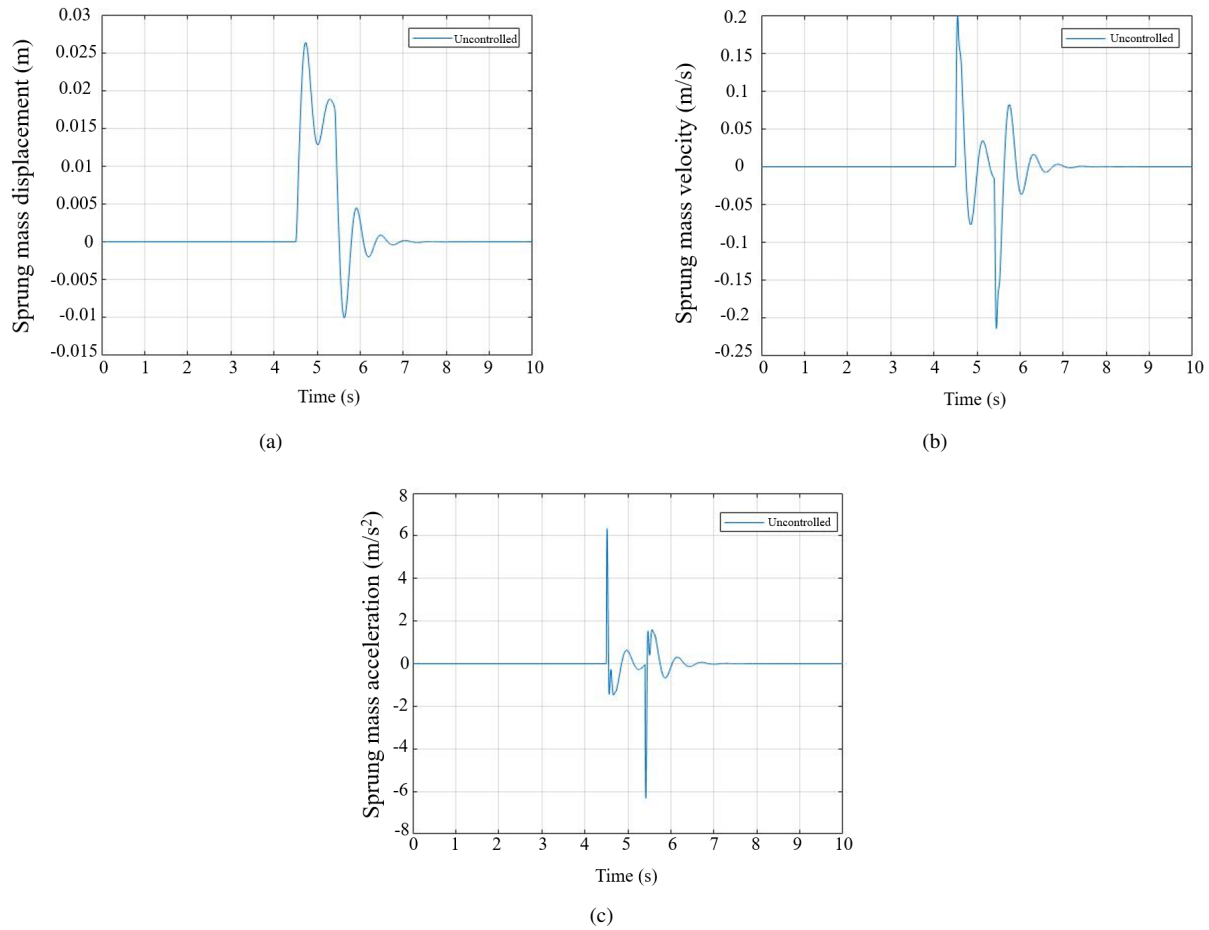 Sprung mass displacement (m)
0.03
0.025
0.02
0.015
0.01
0.005
0
-0.005
-0.01
-0.015
Uncontrolled
0 1 2 3 4 5 6 7 8 9 10
Time (s)
(a)
Sprung mass velocity (m/s)
0.2
0.15
0.1
0.05
0
-0.05
-0.1
-0.15
-0.2
-0.25
Uncontrolled
0 1 2 3 4 5 6 7 8 9 10
Time (s)
(b)
Sprung mass acceleration (m/s²)
8
6
4
2
0
-2
-4
-6
-8
Uncontrolled
0 1 2 3 4 5 6 7 8 9 10
Time (s)
(c)